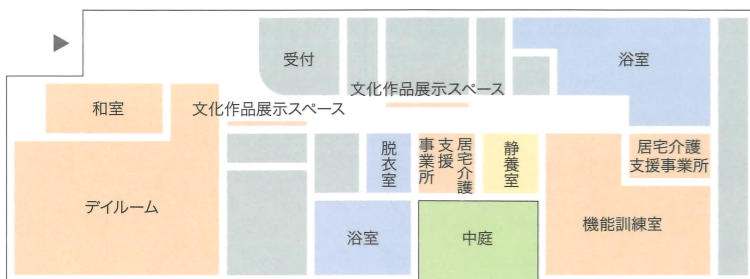 受付
浴室
文化作品展示スペース
和室
文化作品展示スペース
脱衣室
居宅介護
支援
事業所
静養室
居宅介護
支援事業所
デイルーム
浴室
中庭
機能訓練室